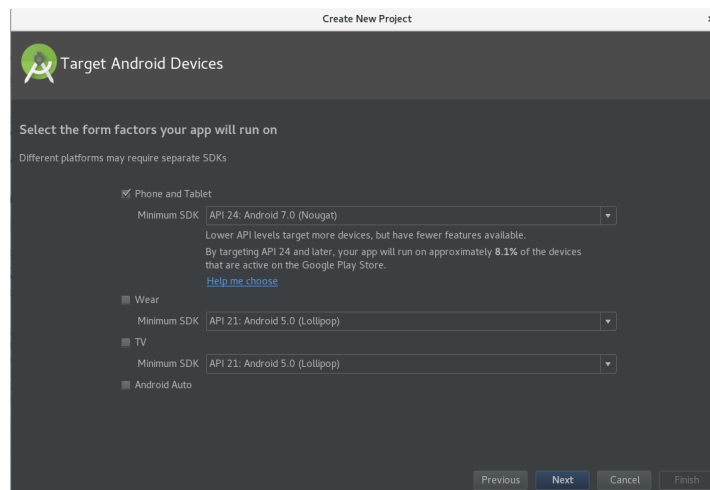 Create New Project
Target Android Devices
Select the form factors your app will run on
Different platforms may require separate SDKs
Phone and Tablet
Minimum SDK API 24: Android 7.0 (Nougat)
Lower API levels target more devices, but have fewer features available.
By targeting API 24 and later, your app will run on approximately 8.1% of the devices
that are active on the Google Play Store.
Help me choose
Wear
Minimum SDK API 21: Android 5.0 (Lollipop)
TV
Minimum SDK API 21: Android 5.0 (Lollipop)
Android Auto
Previous Next Cancel Finish